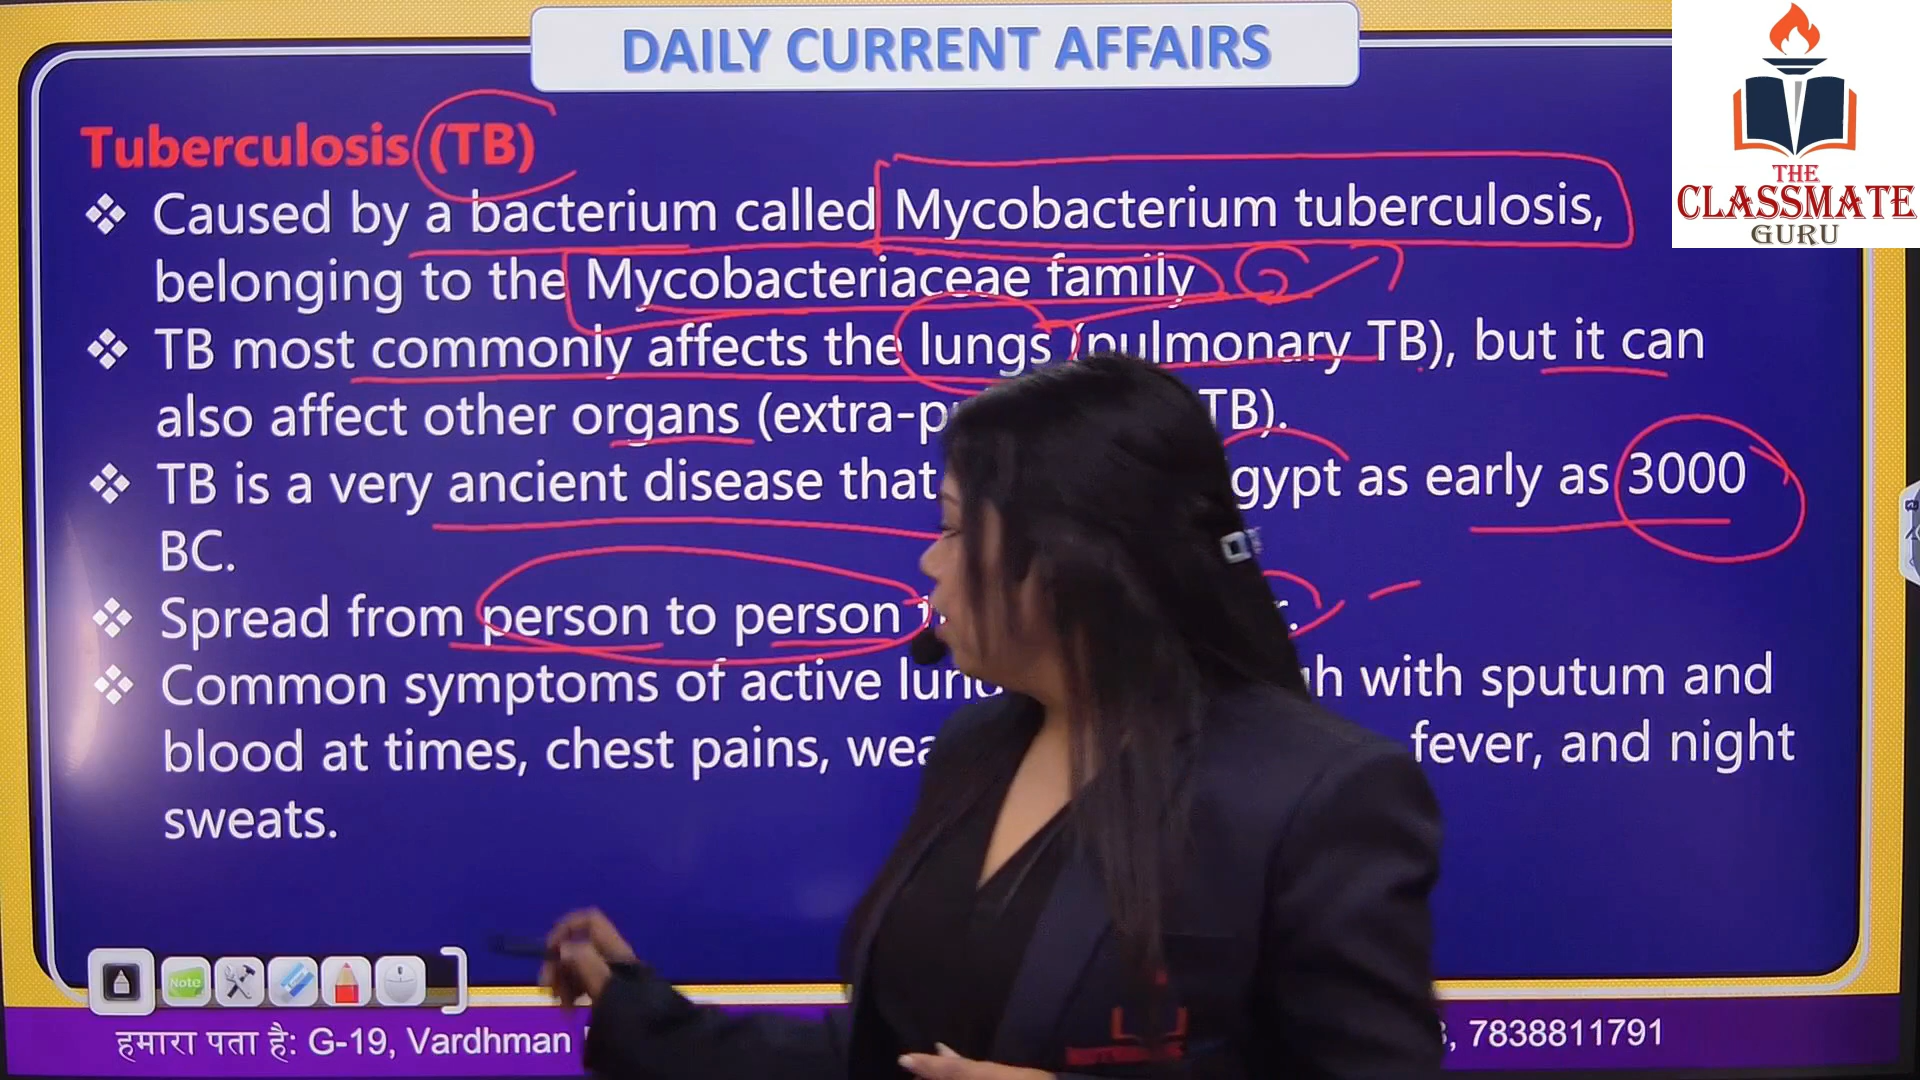 DAILY CURRENT AFFAIRS
THE
CLASSMATE
GURU
Tuberculosis (TB)
❖ Caused by a bacterium called Mycobacterium tuberculosis,
belonging to the Mycobacteriaceae family
❖ TB most commonly affects the lungs (pulmonary TB), but it can
also affect other organs TB).
❖ TB is a very ancient disease that as early as 3000
BC.
❖ Spread from person to person
❖ Common symptoms of active with sputum and
blood at times, chest pains, fever, and night
sweats.
Note
हमारा पता है: G-19, Vardhman , 7838811791